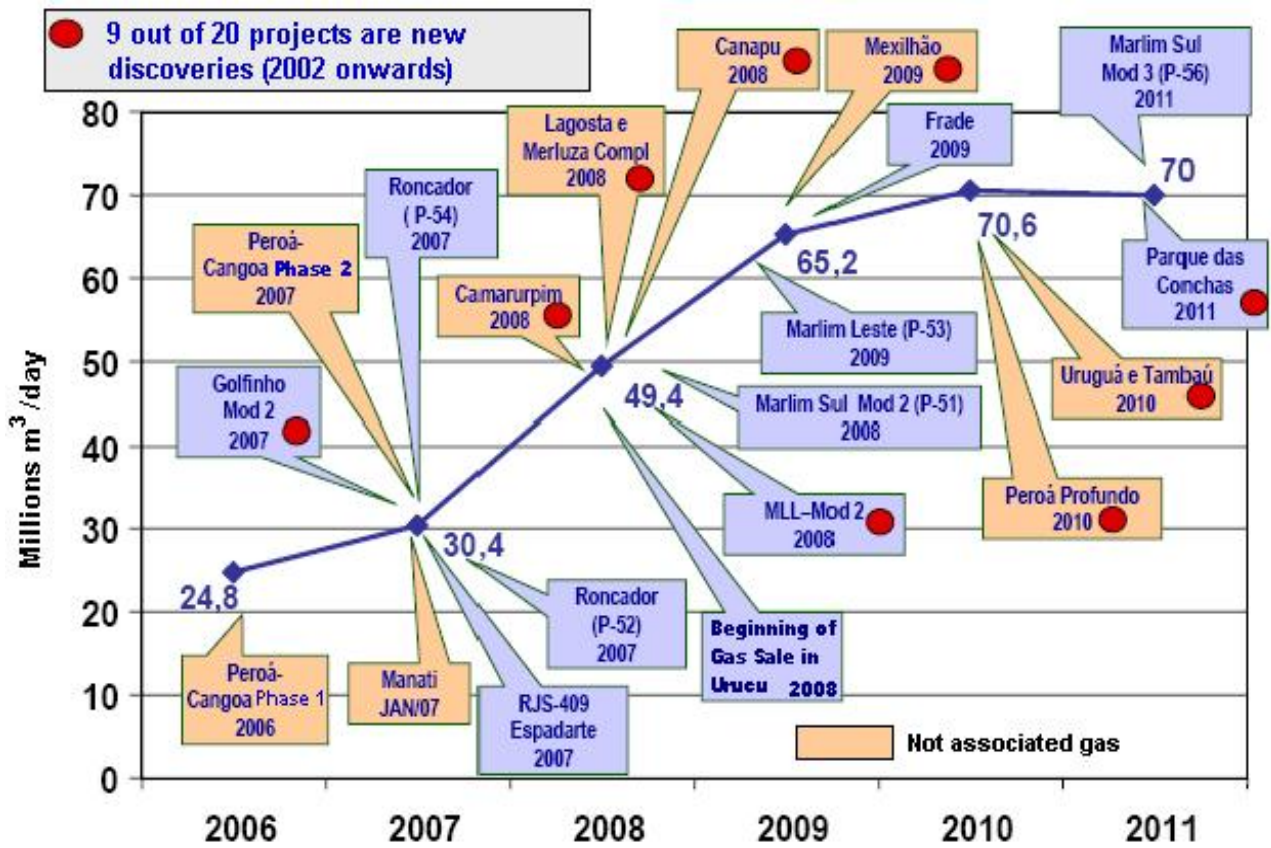 9 out of 20 projects are new
discoveries (2002 onwards)
Canapu
2008
Mexilhão
2009
Marlim Sul
Mod 3 (P-56)
2011
Lagosta e
Merluza Compl
2008
Frade
2009
Roncador
( P-54)
2007
Peroá-
Cangoa Phase 2
2007
Camarurpim
2008
Golfinho
Mod 2
2007
Parque das
Conchas
2011
Marlim Leste (P-53)
2009
Uruguá e Tambaú
2010
Marlim Sul Mod 2 (P-51)
2008
Peroá Profundo
2010
MLL–Mod 2
2008
Roncador
(P-52)
2007
Beginning of
Gas Sale in
Urucu 2008
Peroá-
Cangoa Phase 1
2006
Manati
JAN/07
RJS-409
Espadarte
2007
Not associated gas
24,8
30,4
49,4
65,2
70,6
70
Millions m³/day
80
70
60
50
40
30
20
10
0
2006
2007
2008
2009
2010
2011